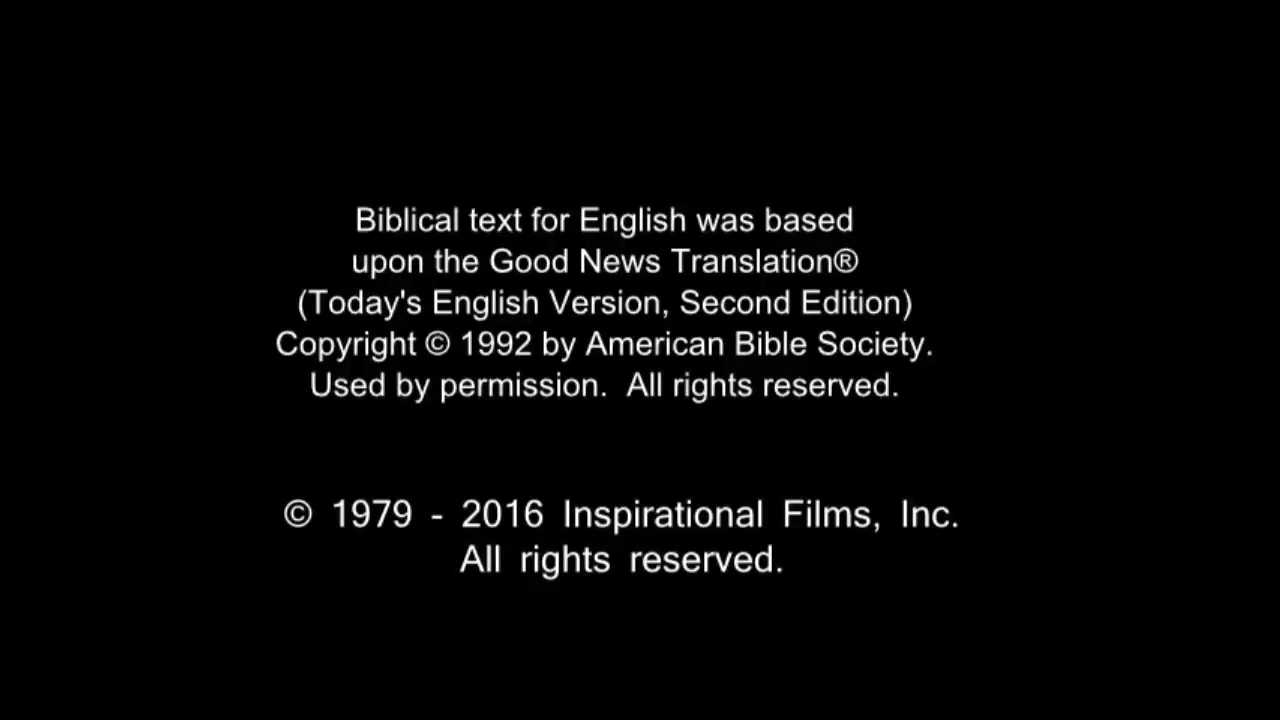 Biblical text for English was based
upon the Good News Translation®
(Today's English Version, Second Edition)
Copyright © 1992 by American Bible Society.
Used by permission.  All rights reserved.
© 1979 - 2016 Inspirational Films, Inc.
All rights reserved.